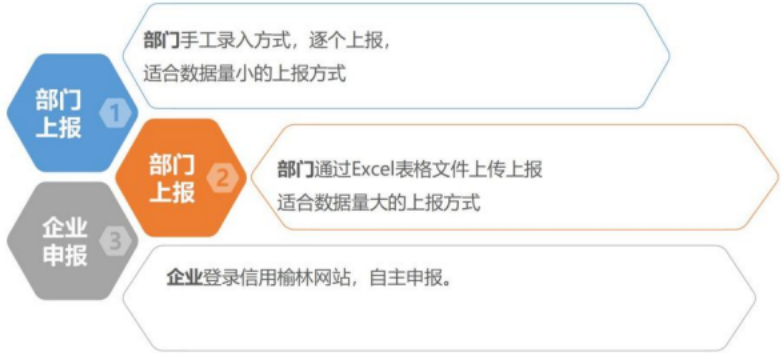 部门手工录入方式，逐个上报，
适合数据量小的上报方式
部门
上报
1
部门
上报
2
部门通过Excel表格文件上传上报
适合数据量大的上报方式
企业
申报
3
企业登录信用榆林网站，自主申报。